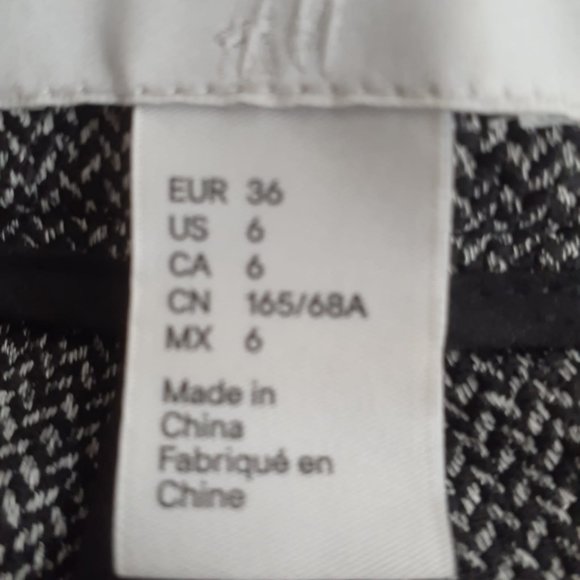 EUR 36
US 6
CA 6
CN 165/68A
MX 6
Made in
China
Fabriqué en
Chine